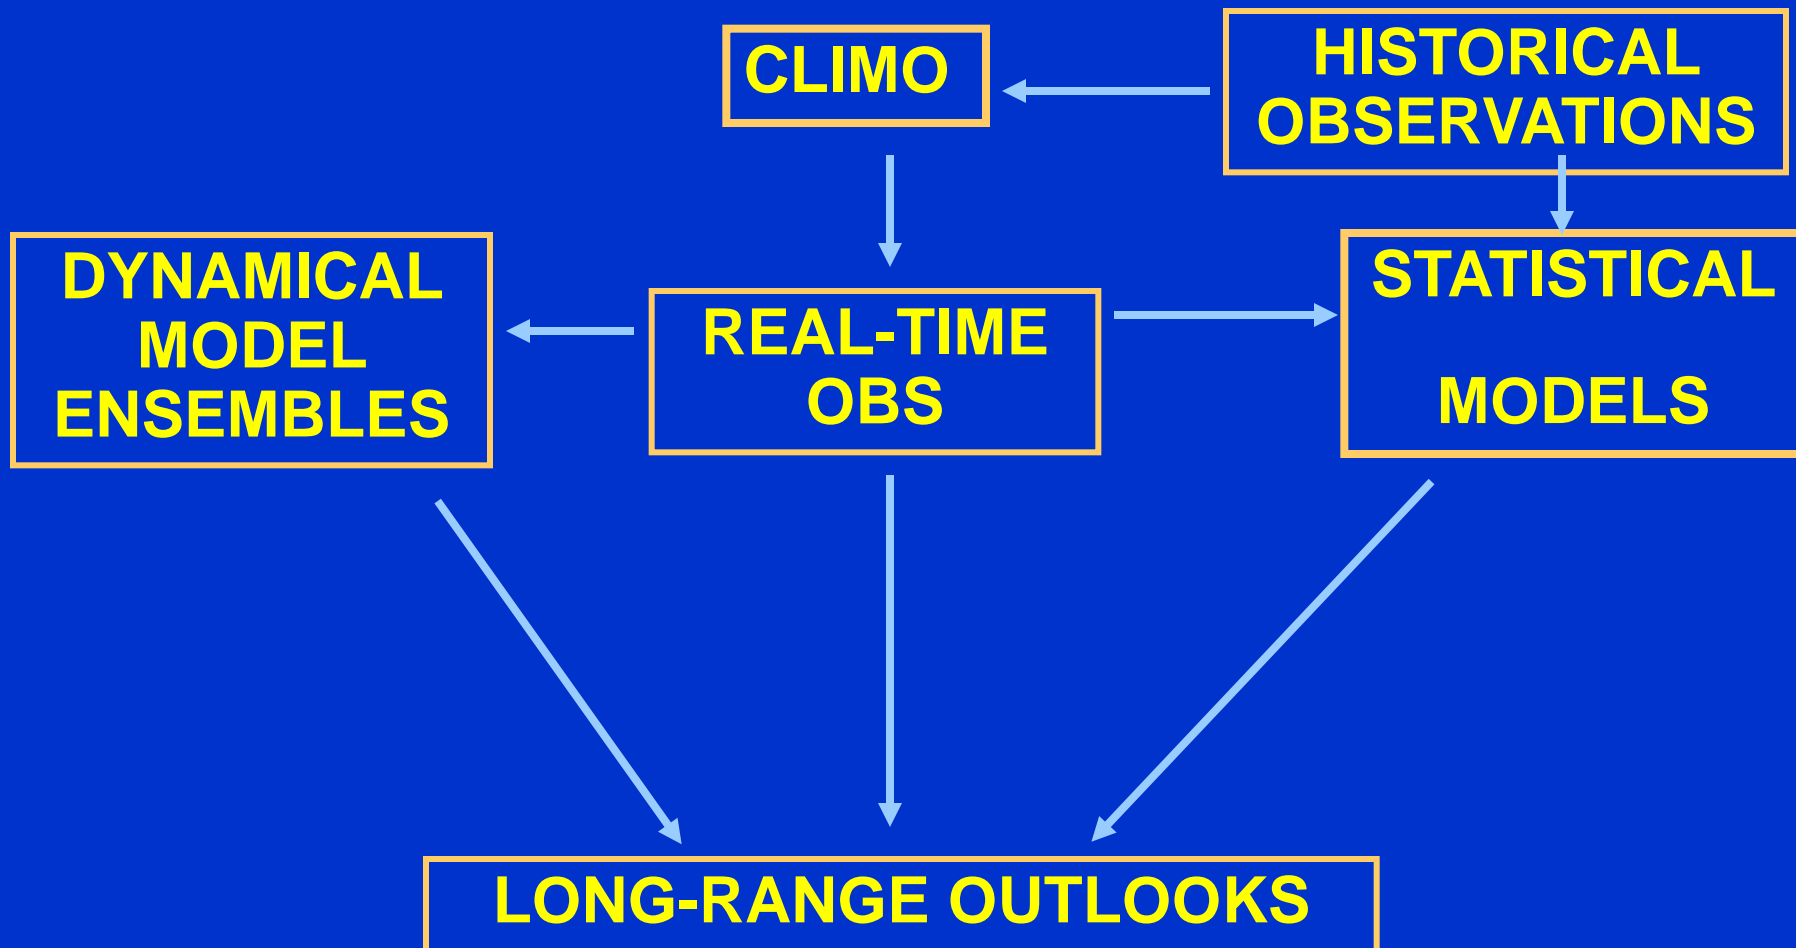 CLIMO
HISTORICAL
OBSERVATIONS
DYNAMICAL
MODEL
ENSEMBLES
REAL-TIME
OBS
STATISTICAL
MODELS
LONG-RANGE OUTLOOKS